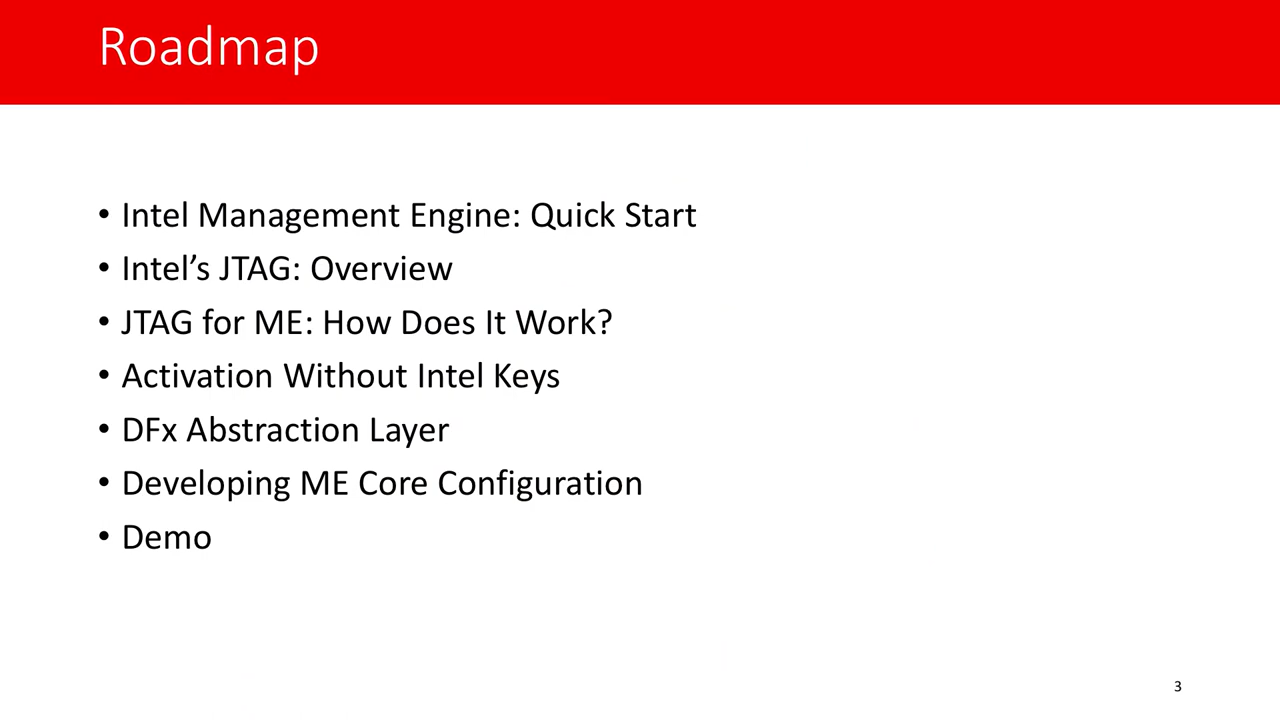 Roadmap
• Intel Management Engine: Quick Start
• Intel’s JTAG: Overview
• JTAG for ME: How Does It Work?
• Activation Without Intel Keys
• DFx Abstraction Layer
• Developing ME Core Configuration
• Demo
3